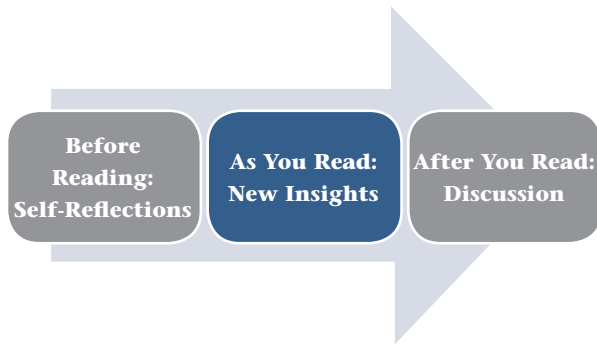 Before
Reading:
Self-Reflections
As You Read:
New Insights
After You Read:
Discussion